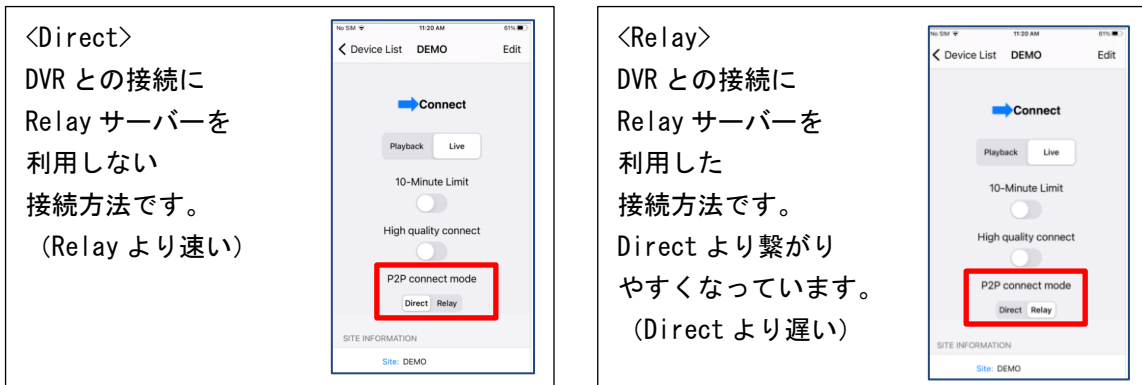 <Direct>
DVR との接続に
Relay サーバーを
利用しない
接続方法です。
（Relay より速い）
No SIM 11:20 AM 61%
Device List DEMO Edit
Connect
Playback Live
10-Minute Limit
High quality connect
P2P connect mode
Direct Relay
SITE INFORMATION
Site: DEMO
<Relay>
DVR との接続に
Relay サーバーを
利用した
接続方法です。
Direct より繋がり
やすくなっています。
（Direct より遅い）
No SIM 11:20 AM 61%
Device List DEMO Edit
Connect
Playback Live
10-Minute Limit
High quality connect
P2P connect mode
Direct Relay
SITE INFORMATION
Site: DEMO